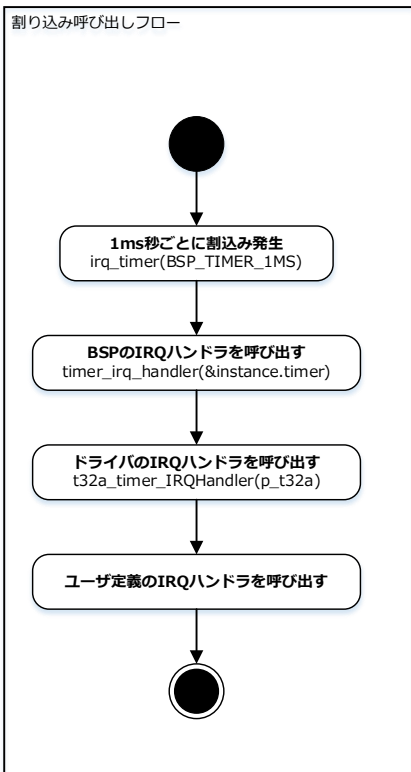 割り込み呼び出しフロー
1ms秒ごとに割込み発生
irq_timer(BSP_TIMER_1MS)
BSPのIRQハンドラを呼び出す
timer_irq_handler(&instance.timer)
ドライバのIRQハンドラを呼び出す
t32a_timer_IRQHandler(p_t32a)
ユーザ定義のIRQハンドラを呼び出す